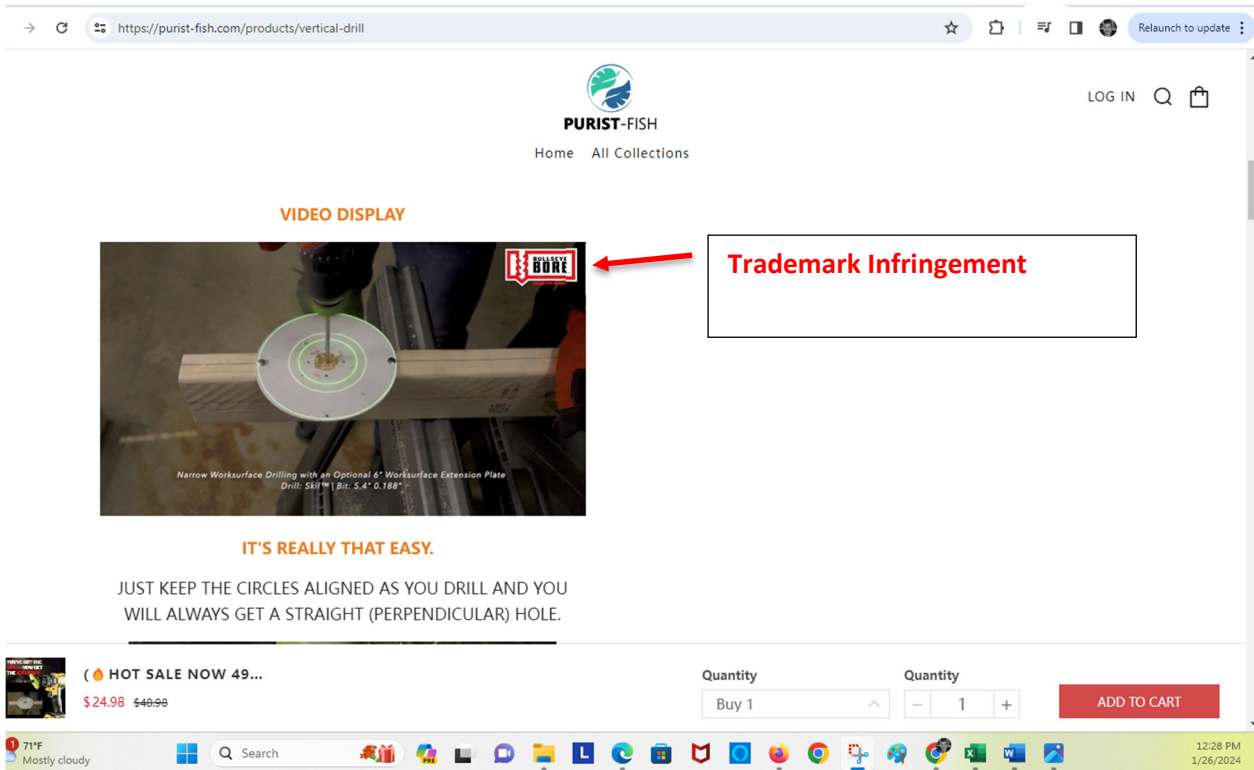 https://purist-fish.com/products/vertical-drill
Relaunch to update
PURIST-FISH
LOG IN
Home All Collections
VIDEO DISPLAY
BULLSEYE
BORE
Narrow Worksurface Drilling with an Optional 6" Worksurface Extension Plate
Drill: Skil™ | Bit: 5.4" 0.188"
Trademark Infringement
IT'S REALLY THAT EASY.
JUST KEEP THE CIRCLES ALIGNED AS YOU DRILL AND YOU
WILL ALWAYS GET A STRAIGHT (PERPENDICULAR) HOLE.
(🔥 HOT SALE NOW 49...
$24.98 $48.98
Quantity
Buy 1
Quantity
− 1 +
ADD TO CART
1
71°F
Mostly cloudy
Search
PRE
L
12:28 PM
1/26/2024